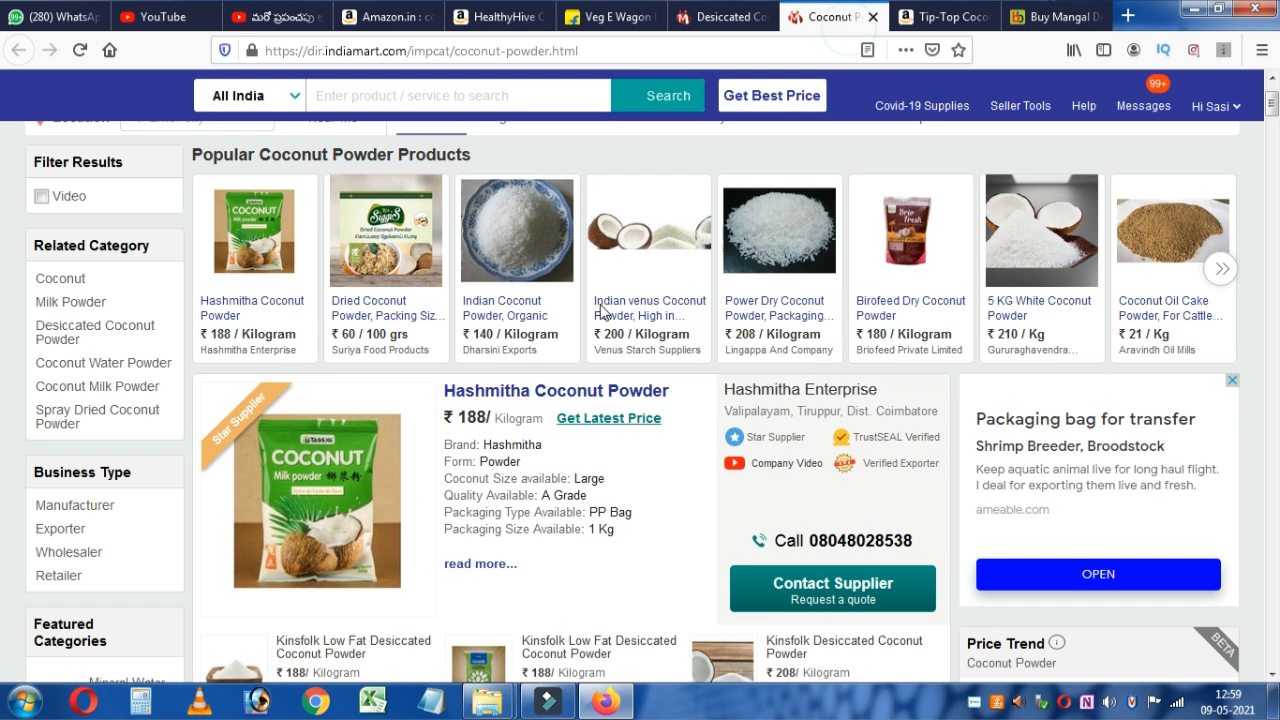 (280) WhatsA
YouTube
మరో ప్రపంచపు ఎ
Amazon.in : co
HealthyHive C
Veg E Wagon I
Desiccated Co
Coconut P
Tip-Top Coco
Buy Mangal D
https://dir.indiamart.com/impcat/coconut-powder.html
All India
Enter product / service to search
Search
Get Best Price
Covid-19 Supplies
Seller Tools
Help
99+
Messages
Hi Sasi
Filter Results
Video
Related Category
Coconut
Milk Powder
Desiccated Coconut
Powder
Coconut Water Powder
Coconut Milk Powder
Spray Dried Coconut
Powder
Business Type
Manufacturer
Exporter
Wholesaler
Retailer
Featured
Categories
Mineral Water
Popular Coconut Powder Products
Hashmitha Coconut
Powder
₹ 188 / Kilogram
Hashmitha Enterprise
Dried Coconut
Powder, Packing Siz...
₹ 60 / 100 grs
Suriya Food Products
Indian Coconut
Powder, Organic
₹ 140 / Kilogram
Dharsini Exports
Indian venus Coconut
Powder, High in...
₹ 200 / Kilogram
Venus Starch Suppliers
Power Dry Coconut
Powder, Packaging...
₹ 208 / Kilogram
Lingappa And Company
Birofeed Dry Coconut
Powder
₹ 180 / Kilogram
Briofeed Private Limited
5 KG White Coconut
Powder
₹ 210 / Kg
Gururaghavendra...
Coconut Oil Cake
Powder, For Cattle...
₹ 21 / Kg
Aravindh Oil Mills
Star Supplier
COCONUT
Milk powder
Hashmitha Coconut Powder
₹ 188/ Kilogram Get Latest Price
Brand: Hashmitha
Form: Powder
Coconut Size available: Large
Quality Available: A Grade
Packaging Type Available: PP Bag
Packaging Size Available: 1 Kg
read more...
Hashmitha Enterprise
Valipalayam, Tiruppur, Dist. Coimbatore
Star Supplier
TrustSEAL Verified
Company Video
Verified Exporter
Call 08048028538
Contact Supplier
Request a quote
Packaging bag for transfer
Shrimp Breeder, Broodstock
Keep aquatic animal live for long haul flight.
I deal for exporting them live and fresh.
ameable.com
OPEN
Kinsfolk Low Fat Desiccated
Coconut Powder
₹ 188/ Kilogram
Kinsfolk Low Fat Desiccated
Coconut Powder
₹ 188/ Kilogram
Kinsfolk Desiccated Coconut
Powder
₹ 208/ Kilogram
Price Trend
Coconut Powder
BETA
12:59
09-05-2021